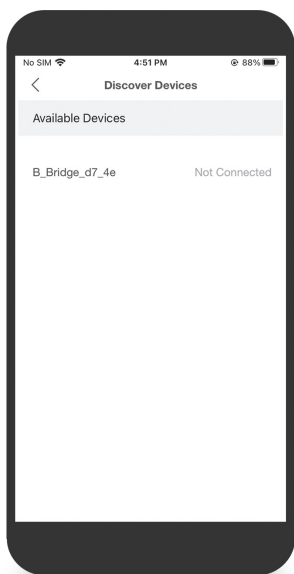 No SIM 4:51 PM 88%
Discover Devices
Available Devices
B_Bridge_d7_4e Not Connected